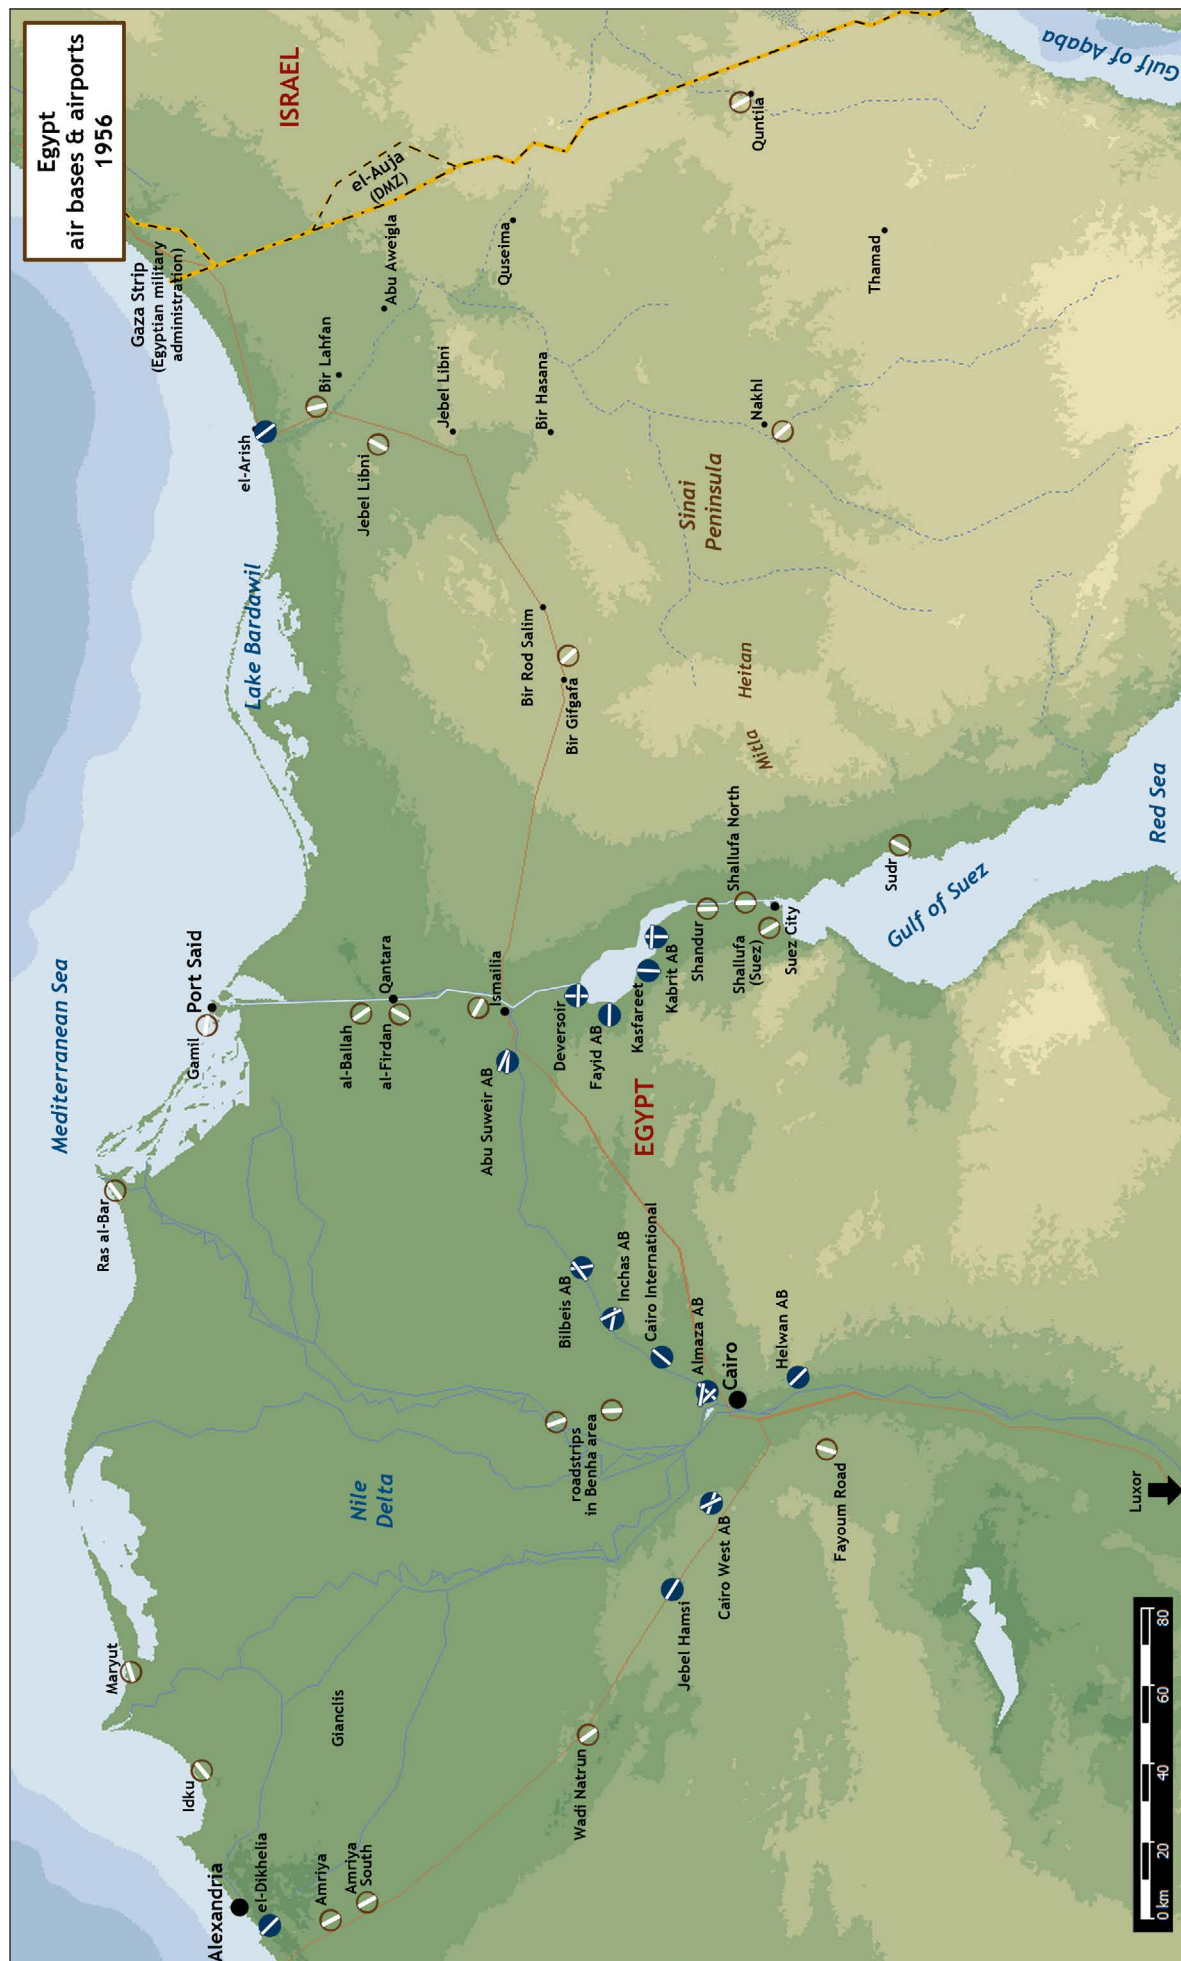 Egypt
air bases & airports
1956
Mediterranean Sea
Alexandria
el-Dikhelia
Amriya
Amriya
South
Idku
Maryut
Gianclis
Nile
Delta
Wadi Natrun
Jebel Hamsi
Cairo West AB
Fayoum Road
Luxor
roadstrips
in Benha area
Ras al-Bar
Bilbeis AB
Inchas AB
Cairo International
Almaza AB
Cairo
Helwan AB
EGYPT
Port Said
Gamil
al-Ballah
al-Firdan
Qantara
Ismailia
Abu Suweir AB
Deversoir
Fayid AB
Kasfareet
Kabrit AB
Shandur
Shallufa North
Shallufa
(Suez)
Suez City
Sudr
Gulf of Suez
Red Sea
Lake Bardawil
Bir Rod Salim
Bir Gifgafa
Mitla
Heitan
Sinai
Peninsula
el-Arish
Bir Lahfan
Jebel Libni
Jebel Libni
Bir Hasana
Nakhl
Abu Aweigla
Quseima
Thamad
Quntila
Gaza Strip
(Egyptian military
administration)
el-Auja
(DMZ)
ISRAEL
Gulf of Aqaba
0 km 20 40 60 80